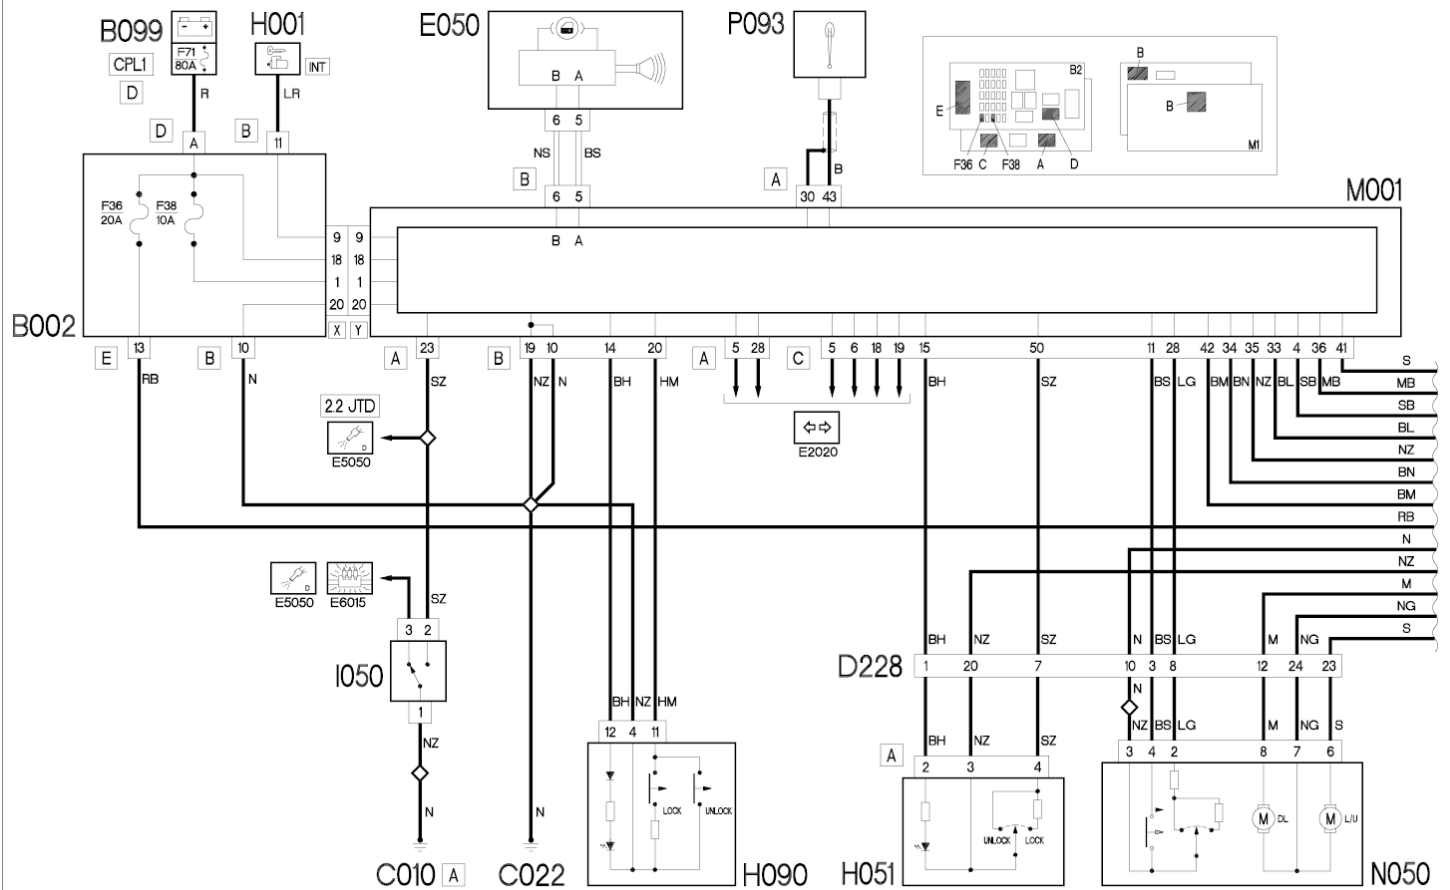 B099 H001 E050 P093
CPL1 F71 80A INT
D R LR B A
B B2 B
E M1
F36 C F38 A D
D A B 11 6 5
NS BS B
B 6 5 A 30 43 M001
F36 20A F38 10A
9 9 B A
18 18
1 1
20 20
B002 X Y
E 13 B 10 A 23 B 19 10 14 20 A 5 28 C 5 6 18 19 15 50 11 28 42 34 35 33 4 36 41
S
RB N SZ NZ N BH HM BH SZ BS LG BM BN NZ BL SB MB MB
2.2 JTD SB
D BL
E5050 E2020 NZ
BN
BM
RB
N
NZ
D M
E5050 E6015 SZ NG
S
3 2 BH NZ SZ N BS LG M NG
I050 D228 1 20 7 10 3 8 12 24 23
N
1 BH NZ HM NZ BS LG M NG S
NZ 12 4 11 A BH NZ SZ 3 4 2 8 7 6
2 3 4
N N LOCK UNLOCK M DL M L/U
UNLOCK LOCK
C010 A C022 H090 H051 N050